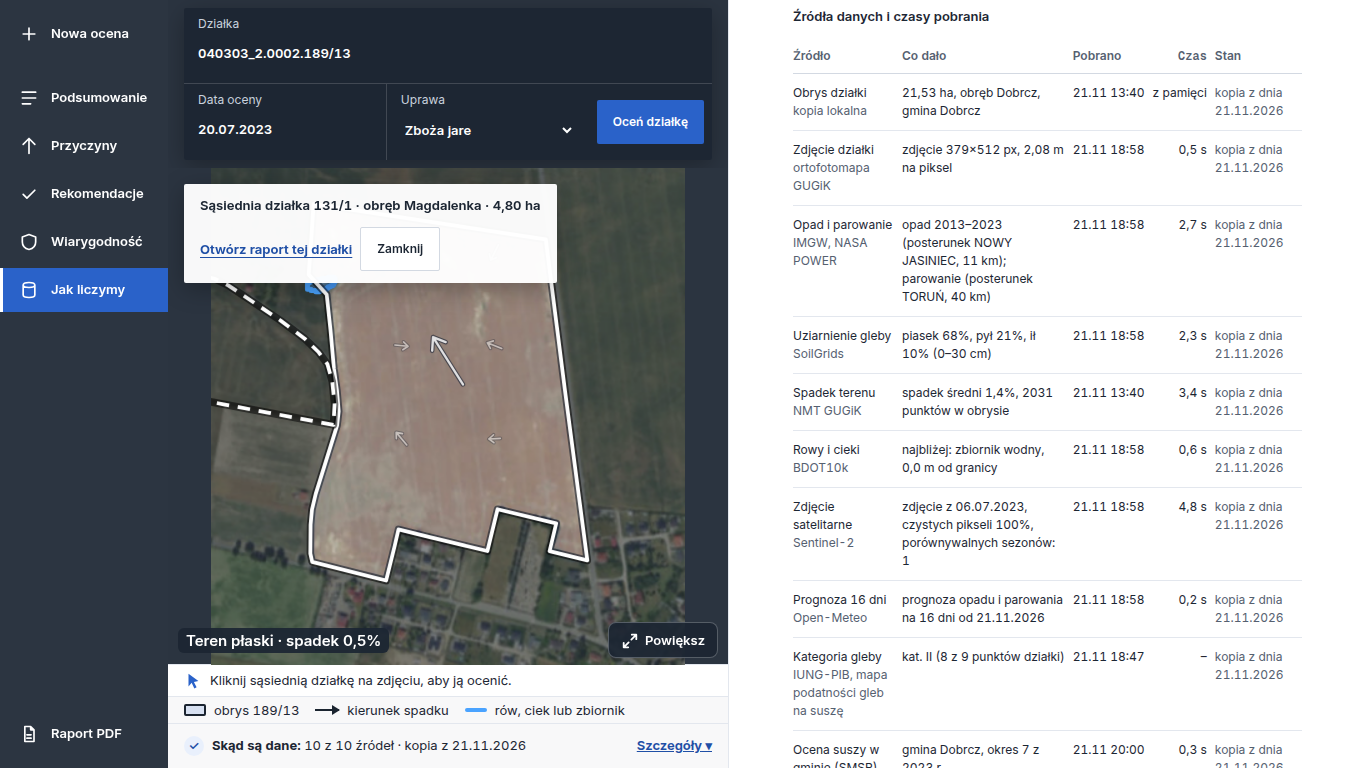 Nowa ocena
Podsumowanie
Przyczyny
Rekomendacje
Wiarygodność
Jak liczymy
Raport PDF
Działka
040303_2.0002.189/13
Data oceny
20.07.2023
Uprawa
Zboża jare
Oceń działkę
Sąsiednia działka 131/1 · obręb Magdalenka · 4,80 ha
Otwórz raport tej działki
Zamknij
Teren płaski · spadek 0,5%
Powiększ
Kliknij sąsiednią działkę na zdjęciu, aby ją ocenić.
obrys 189/13 kierunek spadku rów, ciek lub zbiornik
Skąd są dane: 10 z 10 źródeł · kopia z 21.11.2026 Szczegóły ▾
Źródła danych i czasy pobrania
Źródło Co dało Pobrano Czas Stan
Obrys działki 21,53 ha, obręb Dobrcz, 21.11 13:40 z pamięci kopia z dnia
kopia lokalna gmina Dobrcz 21.11.2026
Zdjęcie działki zdjęcie 379×512 px, 2,08 m 21.11 18:58 0,5 s kopia z dnia
ortofotomapa na piksel 21.11.2026
GUGiK
Opad i parowanie opad 2013–2023 21.11 18:58 2,7 s kopia z dnia
IMGW, NASA (posterunek NOWY 21.11.2026
POWER JASINIEC, 11 km);
parowanie (posterunek
TORUŃ, 40 km)
Uziarnienie gleby piasek 68%, pył 21%, ił 21.11 18:58 2,3 s kopia z dnia
SoilGrids 10% (0–30 cm) 21.11.2026
Spadek terenu spadek średni 1,4%, 2031 21.11 13:40 3,4 s kopia z dnia
NMT GUGiK punktów w obrysie 21.11.2026
Rowy i cieki najbliżej: zbiornik wodny, 21.11 18:58 0,6 s kopia z dnia
BDOT10k 0,0 m od granicy 21.11.2026
Zdjęcie zdjęcie z 06.07.2023, 21.11 18:58 4,8 s kopia z dnia
satelitarne czystych pikseli 100%, 21.11.2026
Sentinel-2 porównywalnych sezonów:
1
Prognoza 16 dni prognoza opadu i parowania 21.11 18:58 0,2 s kopia z dnia
Open-Meteo na 16 dni od 21.11.2026 21.11.2026
Kategoria gleby kat. II (8 z 9 punktów działki) 21.11 18:47 – kopia z dnia
IUNG-PIB, mapa 21.11.2026
podatności gleb
na suszę
Ocena suszy w gmina Dobrcz, okres 7 z 21.11 20:00 0,3 s kopia z dnia
gminie (SMSR) 2023 r. 21.11.2026